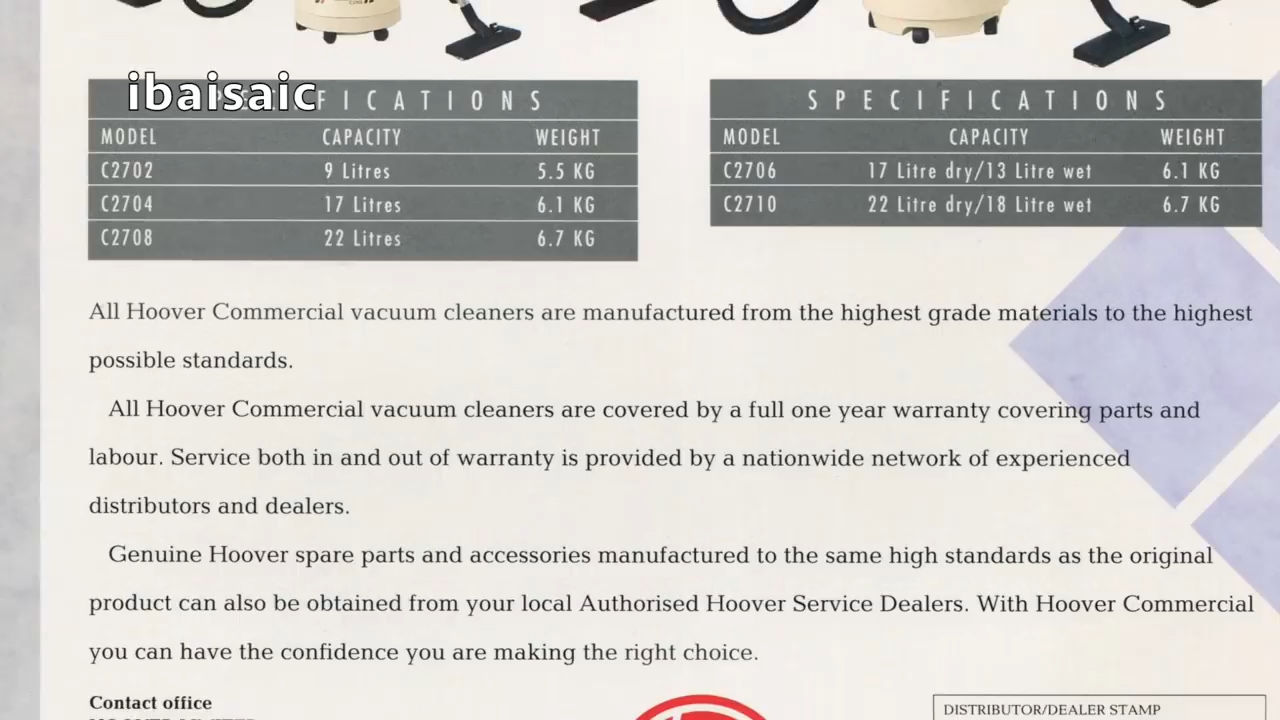 ibaisaic
SPECIFICATIONS
MODEL CAPACITY WEIGHT
C2702 9 Litres 5.5 KG
C2704 17 Litres 6.1 KG
C2708 22 Litres 6.7 KG
SPECIFICATIONS
MODEL CAPACITY WEIGHT
C2706 17 Litre dry/13 Litre wet 6.1 KG
C2710 22 Litre dry/18 Litre wet 6.7 KG
All Hoover Commercial vacuum cleaners are manufactured from the highest grade materials to the highest
possible standards.
All Hoover Commercial vacuum cleaners are covered by a full one year warranty covering parts and
labour. Service both in and out of warranty is provided by a nationwide network of experienced
distributors and dealers.
Genuine Hoover spare parts and accessories manufactured to the same high standards as the original
product can also be obtained from your local Authorised Hoover Service Dealers. With Hoover Commercial
you can have the confidence you are making the right choice.
Contact office
DISTRIBUTOR/DEALER STAMP